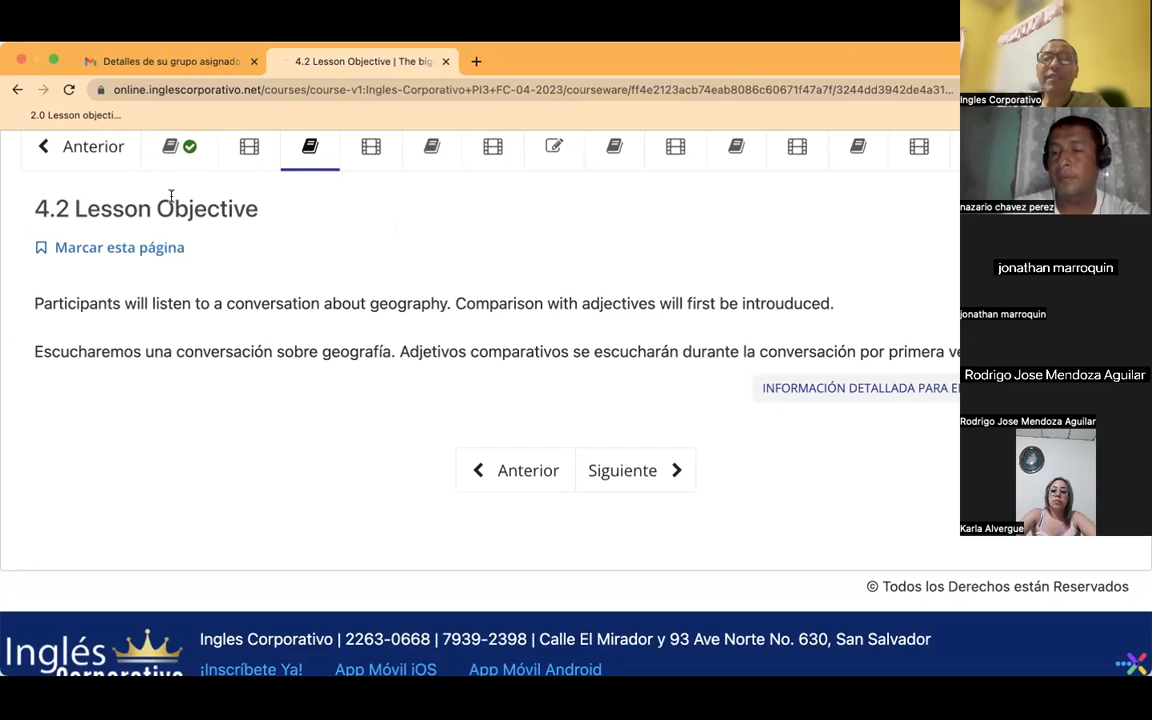 Detalles de su grupo asignado
4.2 Lesson Objective | The big
online.inglescorporativo.net/courses/course-v1:Ingles-Corporativo+PI3+FC-04-2023/courseware/ff4e2123acb74eab8086c60671f47a7f/3244dd3942de4a31...
2.0 Lesson objecti...
Anterior
4.2 Lesson Objective
Marcar esta página
Participants will listen to a conversation about geography. Comparison with adjectives will first be introuduced.
Escucharemos una conversación sobre geografía. Adjetivos comparativos se escucharán durante la conversación por primera ve
INFORMACIÓN DETALLADA PARA E
Anterior
Siguiente
© Todos los Derechos están Reservados
Inglés
Corporativo
Ingles Corporativo | 2263-0668 | 7939-2398 | Calle El Mirador y 93 Ave Norte No. 630, San Salvador
¡Inscríbete Ya!
App Móvil iOS
App Móvil Android
Ingles Corporativo
nazario chavez perez
jonathan marroquin
jonathan marroquin
Rodrigo Jose Mendoza Aguilar
Rodrigo Jose Mendoza Aguilar
Karla Alvergue